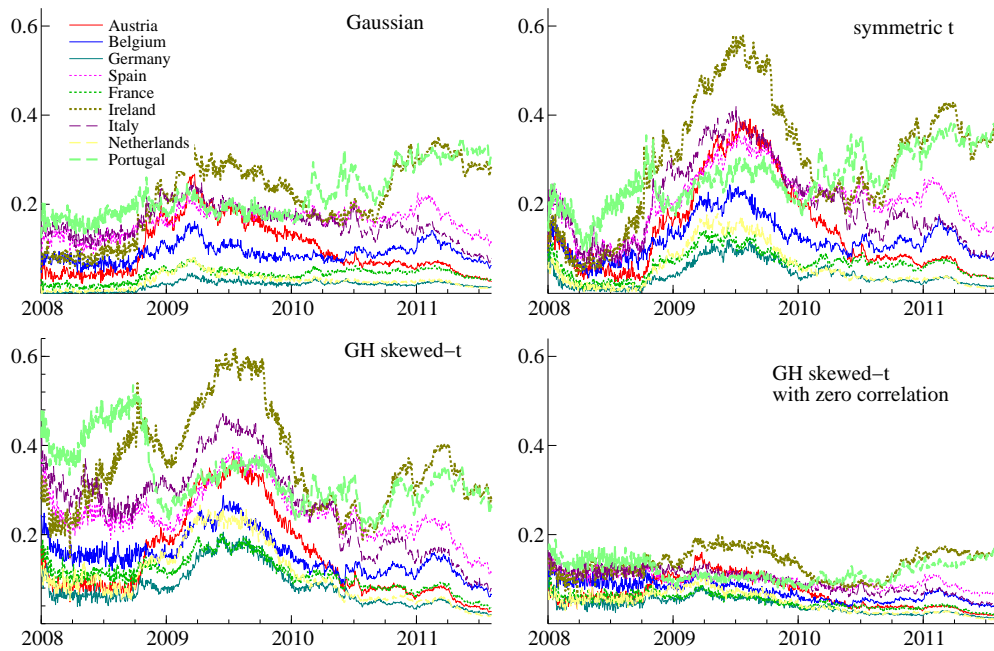 Gaussian
0.6
0.4
0.2
Austria
Belgium
Germany
Spain
France
Ireland
Italy
Netherlands
Portugal
2008 2009 2010 2011
symmetric t
0.6
0.4
0.2
2008 2009 2010 2011
GH skewed−t
0.6
0.4
0.2
2008 2009 2010 2011
GH skewed−t
with zero correlation
0.6
0.4
0.2
2008 2009 2010 2011